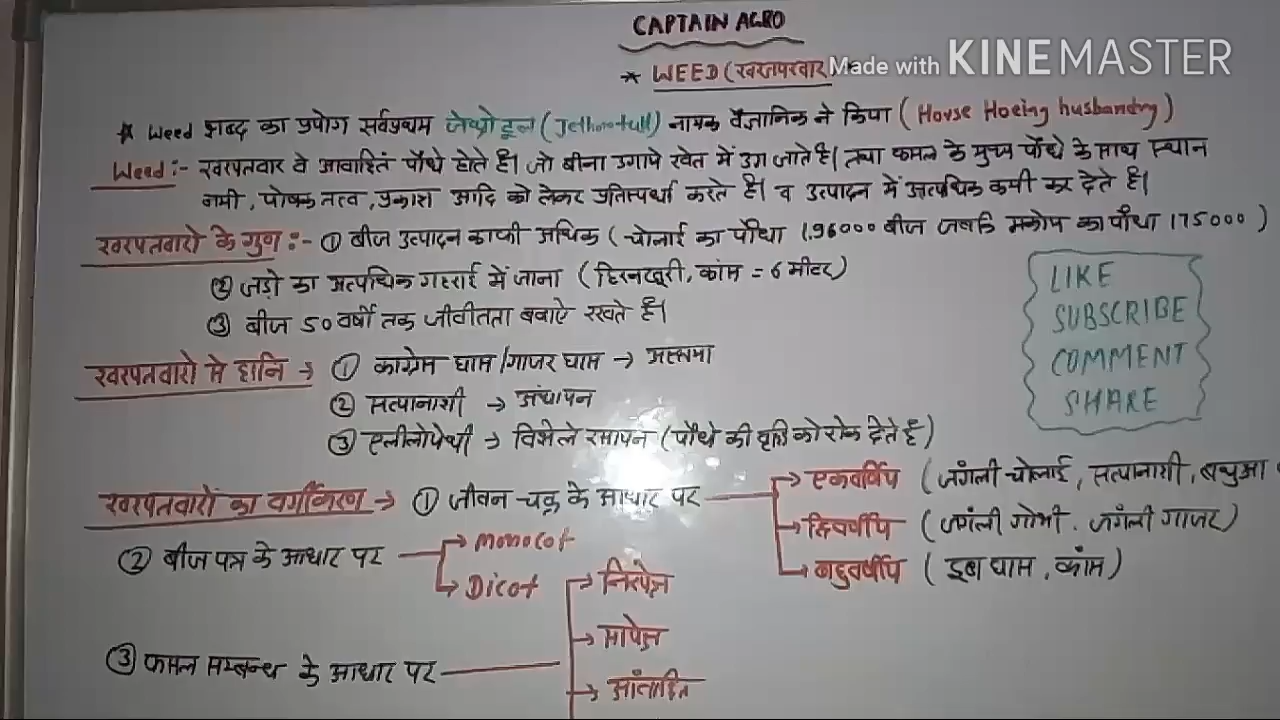 CAPTAIN AGRO
* WEED (खरपतवार)
Made with KINEMASTER
* Weed शब्द का प्रयोग सर्वप्रथम जेथ्रोटूल (Jethrotull) नामक वैज्ञानिक ने किया (Horse Hoeing husbandry)
Weed :- खरपतवार वे आवाहितं पौधे होते है। जो बीना उगाये खेत में उग जाते है। तथा फसल के मुख्य पौधे के साथ स्थान
नमी, पोषक तत्व, प्रकाश आदि को लेकर प्रतिस्पर्धा करते है। व उत्पादन में अत्यधिक कमी कर देते है।
खरपतवारो के गुण :- ① बीज उत्पादन काफी अधिक (चोलाई का पौधा 1,96000 बीज जबकि मकोय का पौधा 175000)
② जड़ो का अत्यधिक गहराई में जाना (हिरनखूरी, कांस = 6 मीटर)
③ बीज 50 वर्षो तक जीवीतता बनाऐ रखते है।
LIKE
SUBSCRIBE
COMMENT
SHARE
खरपतवारो से हानि → ① कांग्रेस घास/गाजर घास → अस्थमा
② सत्यानाशी → अंधापन
③ एलीलोपेथी → विषेले रसायन (पौधे की वृद्दि को रोक देते है)
खरपतवारों का वर्गीकरण → ① जीवन चक्र के आधार पर
→ एकवर्षिय (जंगली चोलाई, सत्यानाशी, बथुआ
→ द्विवर्षीय (जंगली गोभी. जंगली गाजर)
→ बहुवर्षीय (दूब घास, कांस)
② बीज पत्र के आधार पर
→ Monocot
→ Dicot
③ फसल सम्बन्ध के आधार पर
→ निरपेक्ष
→ सापेक्ष
→